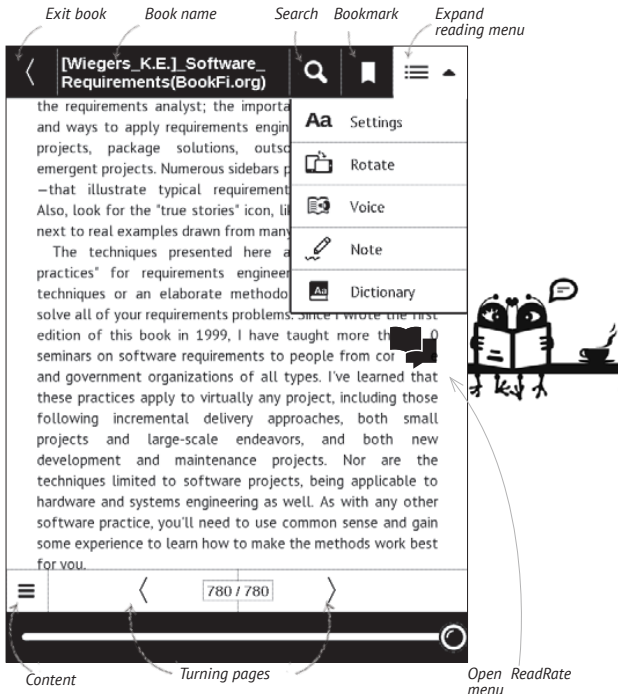 Exit book
Book name
Search
Bookmark
Expand
reading menu
[Wiegers_K.E.]_Software_
Requirements(BookFi.org)
Aa Settings
Rotate
Voice
Note
Aa Dictionary
the requirements analyst; the importa
and ways to apply requirements engin
projects, package solutions, outso
emergent projects. Numerous sidebars p
—that illustrate typical requirement
Also, look for the "true stories" icon, li
next to real examples drawn from many
The techniques presented here a
practices" for requirements engineer
techniques or an elaborate methodo
solve all of your requirements problems. Since I wrote the first
edition of this book in 1999, I have taught more th 0
seminars on software requirements to people from cor e
and government organizations of all types. I've learned that
these practices apply to virtually any project, including those
following incremental delivery approaches, both small
projects and large-scale endeavors, and both new
development and maintenance projects. Nor are the
techniques limited to software projects, being applicable to
hardware and systems engineering as well. As with any other
software practice, you'll need to use common sense and gain
some experience to learn how to make the methods work best
for you.
780 / 780
Content
Turning pages
Open ReadRate
menu